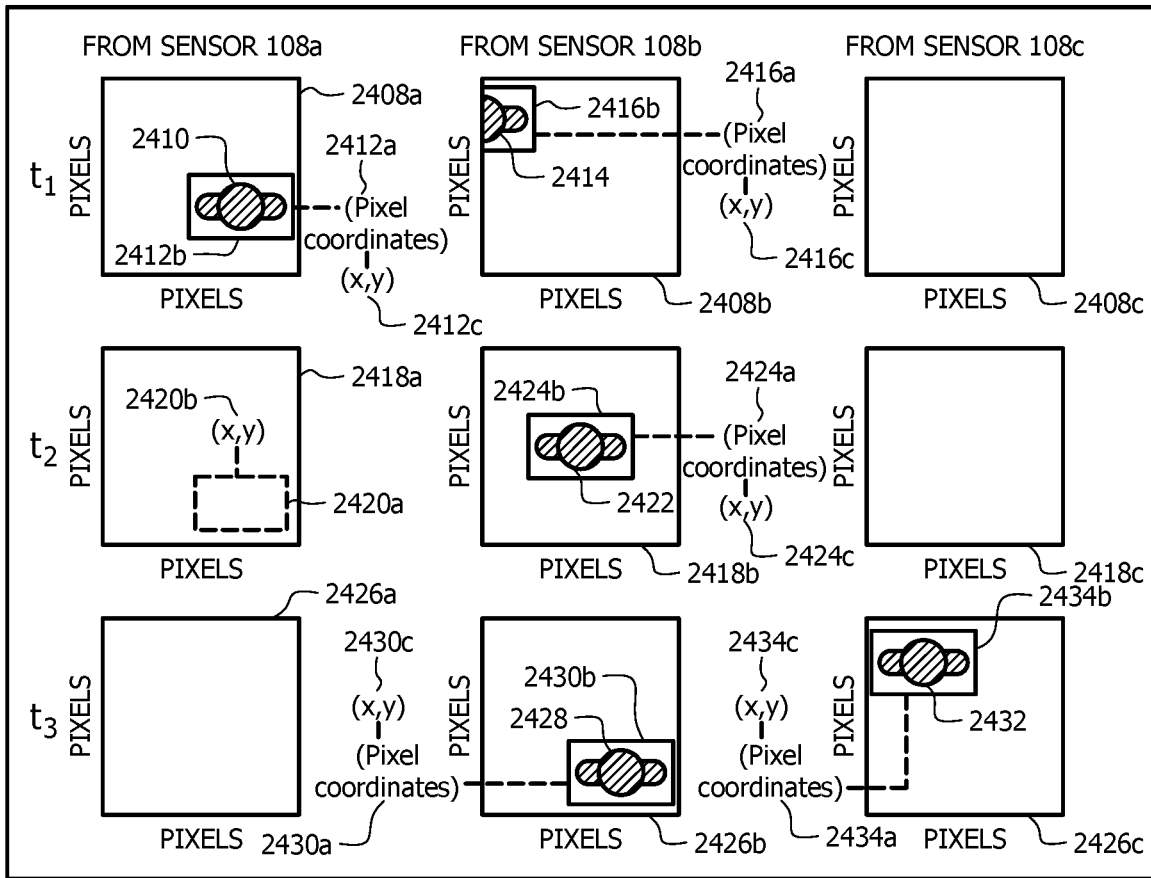 FROM SENSOR 108a
FROM SENSOR 108b
FROM SENSOR 108c
t1
PIXELS
2408a
2410
2412a
(Pixel
coordinates)
(x,y)
2412b
PIXELS
2412c
PIXELS
2416b
2414
2416a
(Pixel
coordinates)
(x,y)
2416c
2408b
PIXELS
PIXELS
2408c
PIXELS
t2
PIXELS
2418a
2420b
(x,y)
2420a
PIXELS
PIXELS
2424b
2422
2424a
(Pixel
coordinates)
(x,y)
2424c
PIXELS
2418b
PIXELS
2418c
PIXELS
t3
PIXELS
2426a
PIXELS
2430c
(x,y)
(Pixel
coordinates)
2430a
PIXELS
2430b
2428
PIXELS
2426b
2434c
(x,y)
(Pixel
coordinates)
2434a
PIXELS
2434b
2432
PIXELS
2426c